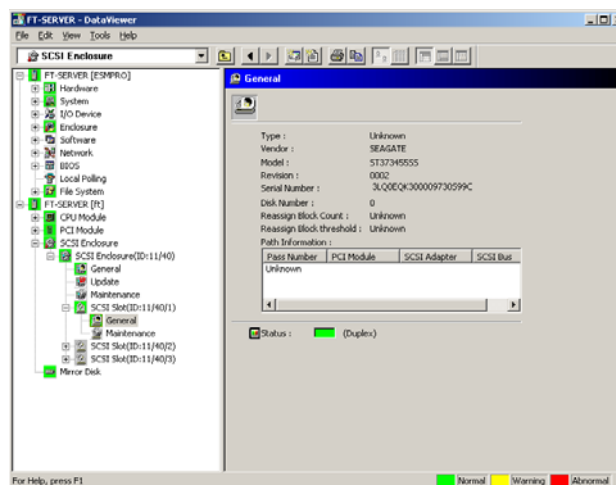 FT-SERVER - DataViewer
File Edit View Tools Help
SCSI Enclosure
FT-SERVER [ESMPRO]
Hardware
System
I/O Device
Enclosure
Software
Network
BIOS
Local Polling
File System
FT-SERVER [ft]
CPU Module
PCI Module
SCSI Enclosure
SCSI Enclosure(ID:11/40)
General
Update
Maintenance
SCSI Slot(ID:11/40/1)
General
Maintenance
SCSI Slot(ID:11/40/2)
SCSI Slot(ID:11/40/3)
Mirror Disk
General
Type : Unknown
Vendor : SEAGATE
Model : ST373455SS
Revision : 0002
Serial Number : 3LQ0EQK300009730S99C
Disk Number : 0
Reassign Block Count : Unknown
Reassign Block threshold : Unknown
Path Information :
Pass Number PCI Module SCSI Adapter SCSI Bus
Unknown
Status : (Duplex)
For Help, press F1
Normal Warning Abnormal